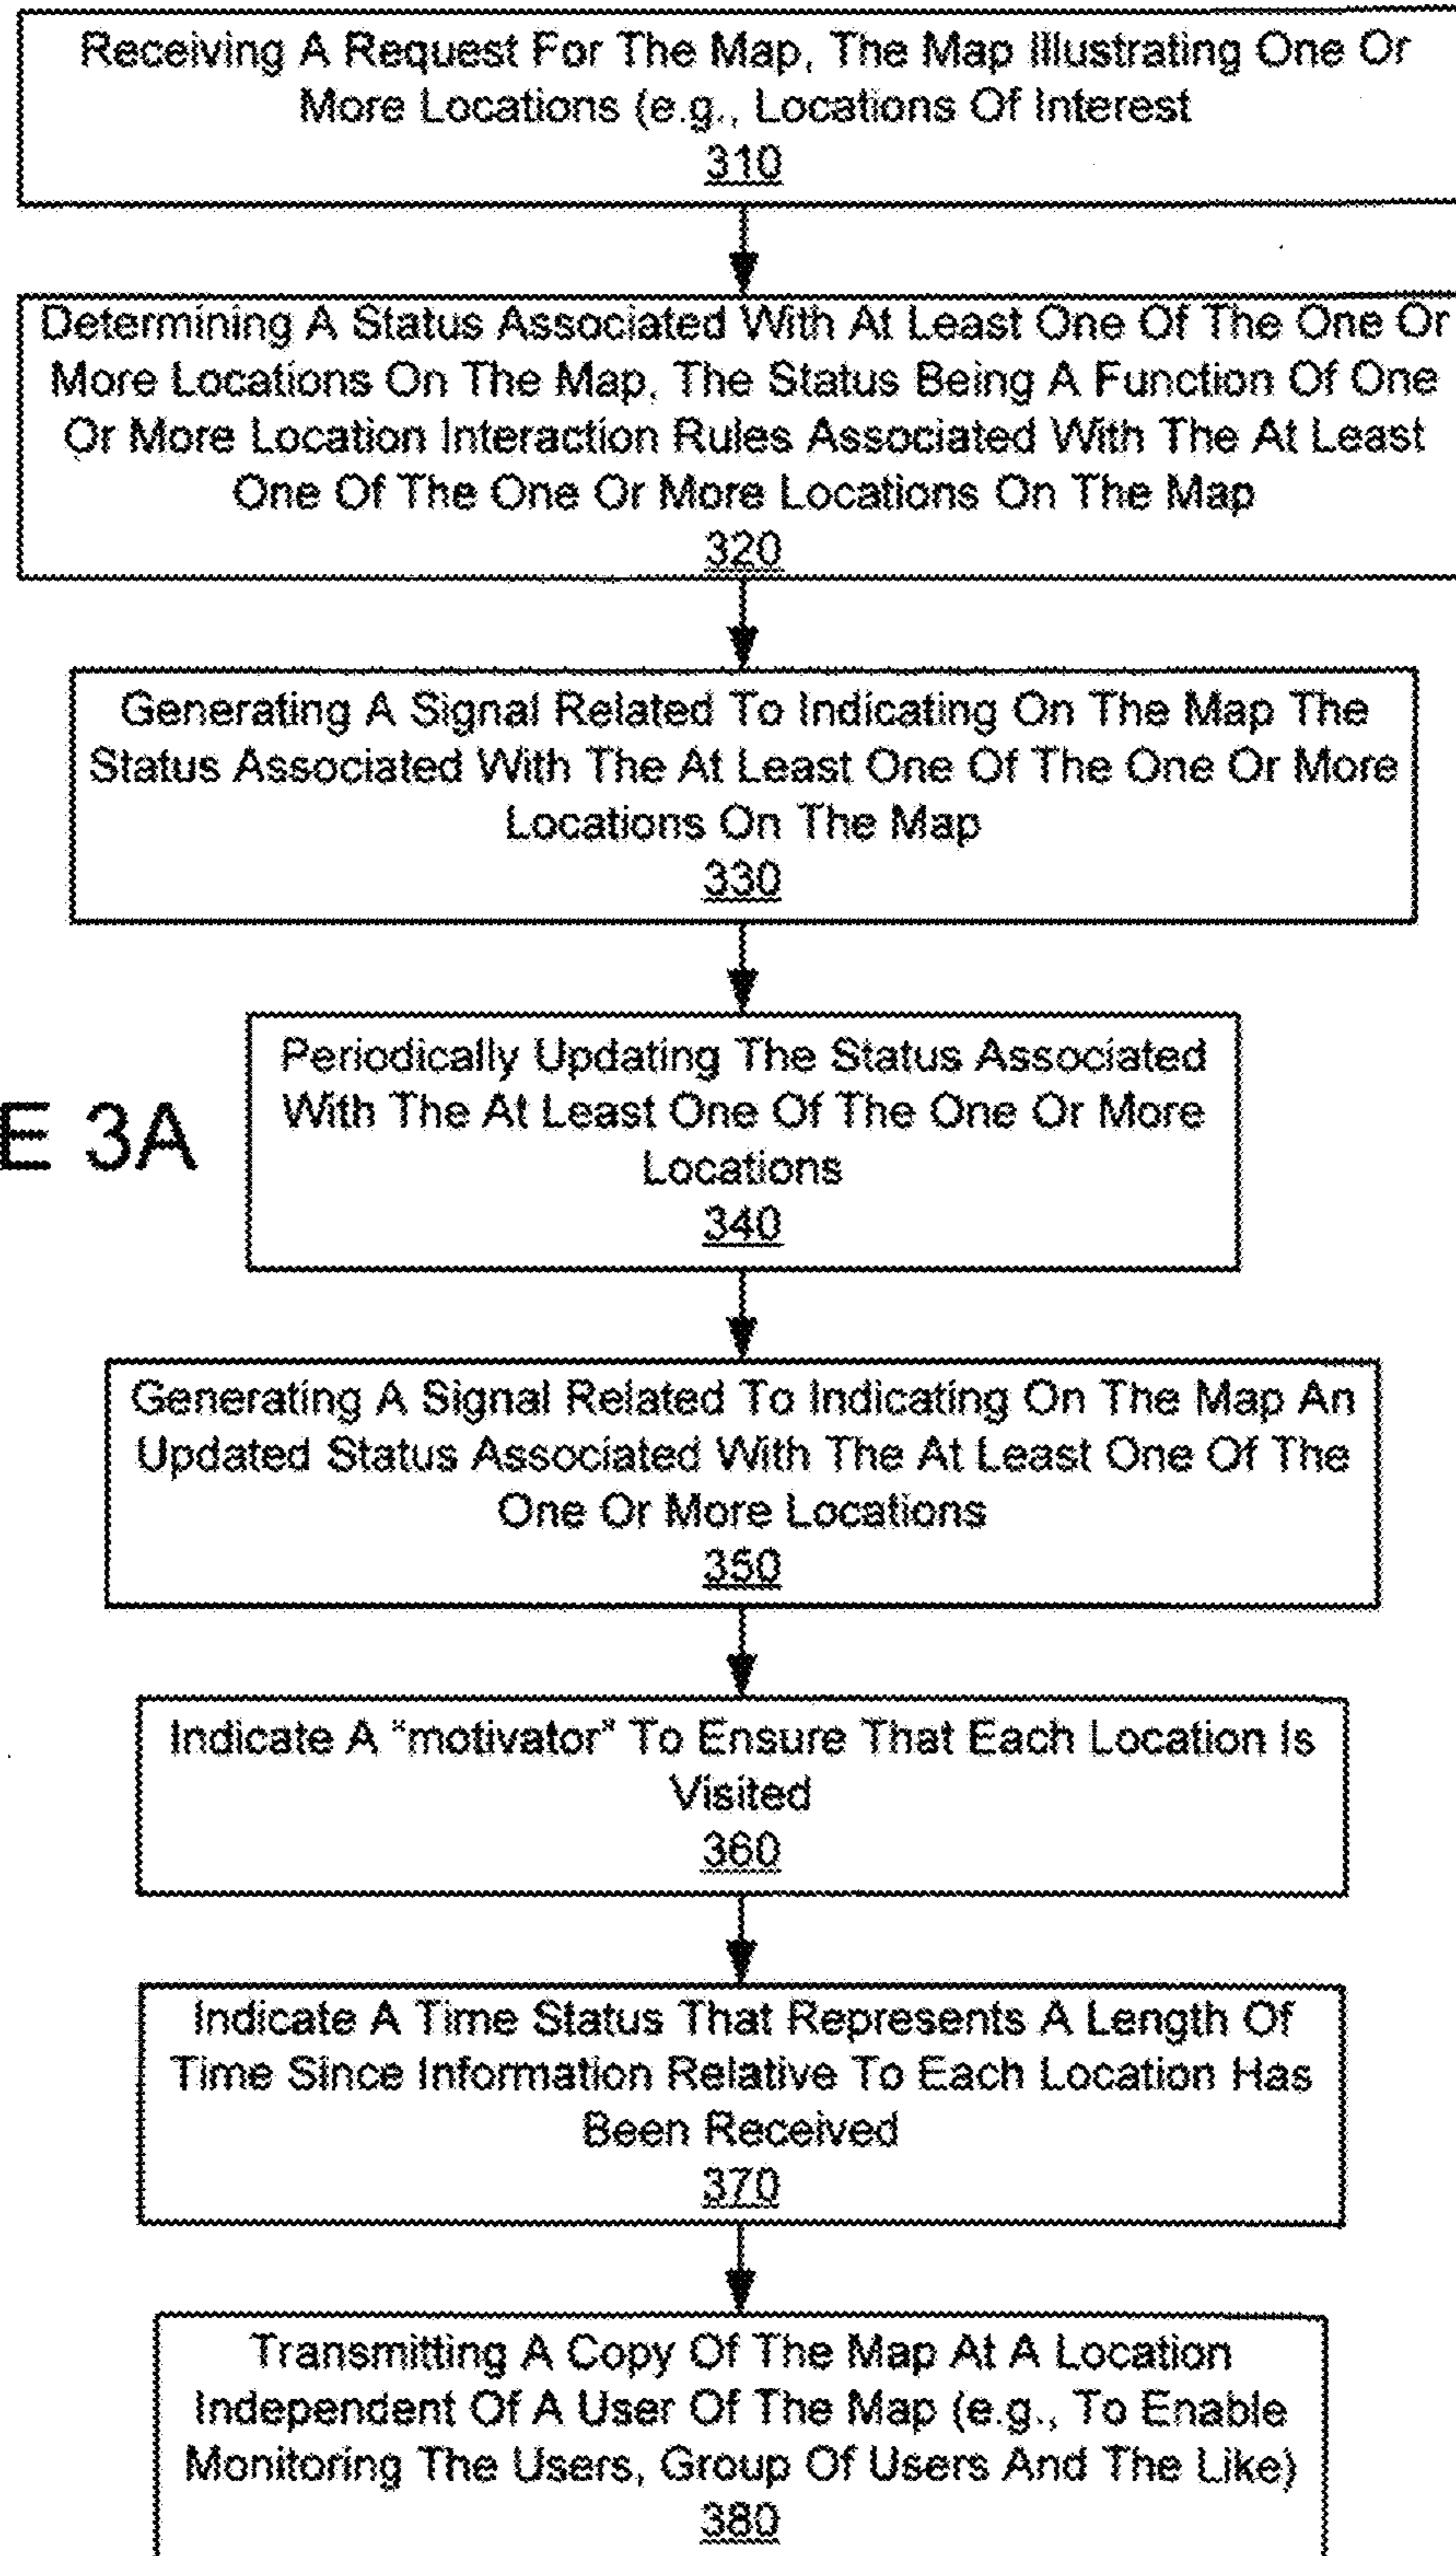 Receiving A Request For The Map, The Map Illustrating One Or
More Locations (e.g., Locations Of Interest
310
Determining A Status Associated With At Least One Of The One Or
More Locations On The Map, The Status Being A Function Of One
Or More Location Interaction Rules Associated With The At Least
One Of The One Or More Locations On The Map
320
Generating A Signal Related To Indicating On The Map The
Status Associated With The At Least One Of The One Or More
Locations On The Map
330
Periodically Updating The Status Associated
With The At Least One Of The One Or More
Locations
340
E 3A
Generating A Signal Related To Indicating On The Map An
Updated Status Associated With The At Least One Of The
One Or More Locations
350
Indicate A "motivator" To Ensure That Each Location Is
Visited
360
Indicate A Time Status That Represents A Length Of
Time Since Information Relative To Each Location Has
Been Received
370
Transmitting A Copy Of The Map At A Location
Independent Of A User Of The Map (e.g., To Enable
Monitoring The Users, Group Of Users And The Like)
380